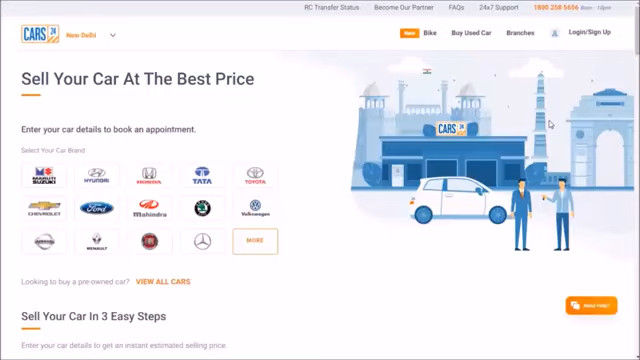 RC Transfer Status Become Our Partner FAQs 24x7 Support 1800 258 5656
CARS 24 New-Delhi New Bike Buy Used Car Branches Login/Sign Up
Sell Your Car At The Best Price
CARS 24
Enter your car details to book an appointment.
Select Your Car Brand
MARUTI SUZUKI HYUNDAI HONDA TATA TOYOTA
CHEVROLET Ford Mahindra Volkswagen
RENAULT MORE
Looking to buy a pre-owned car? VIEW ALL CARS
Need Help?
Sell Your Car In 3 Easy Steps
Enter your car details to get an instant estimated selling price.